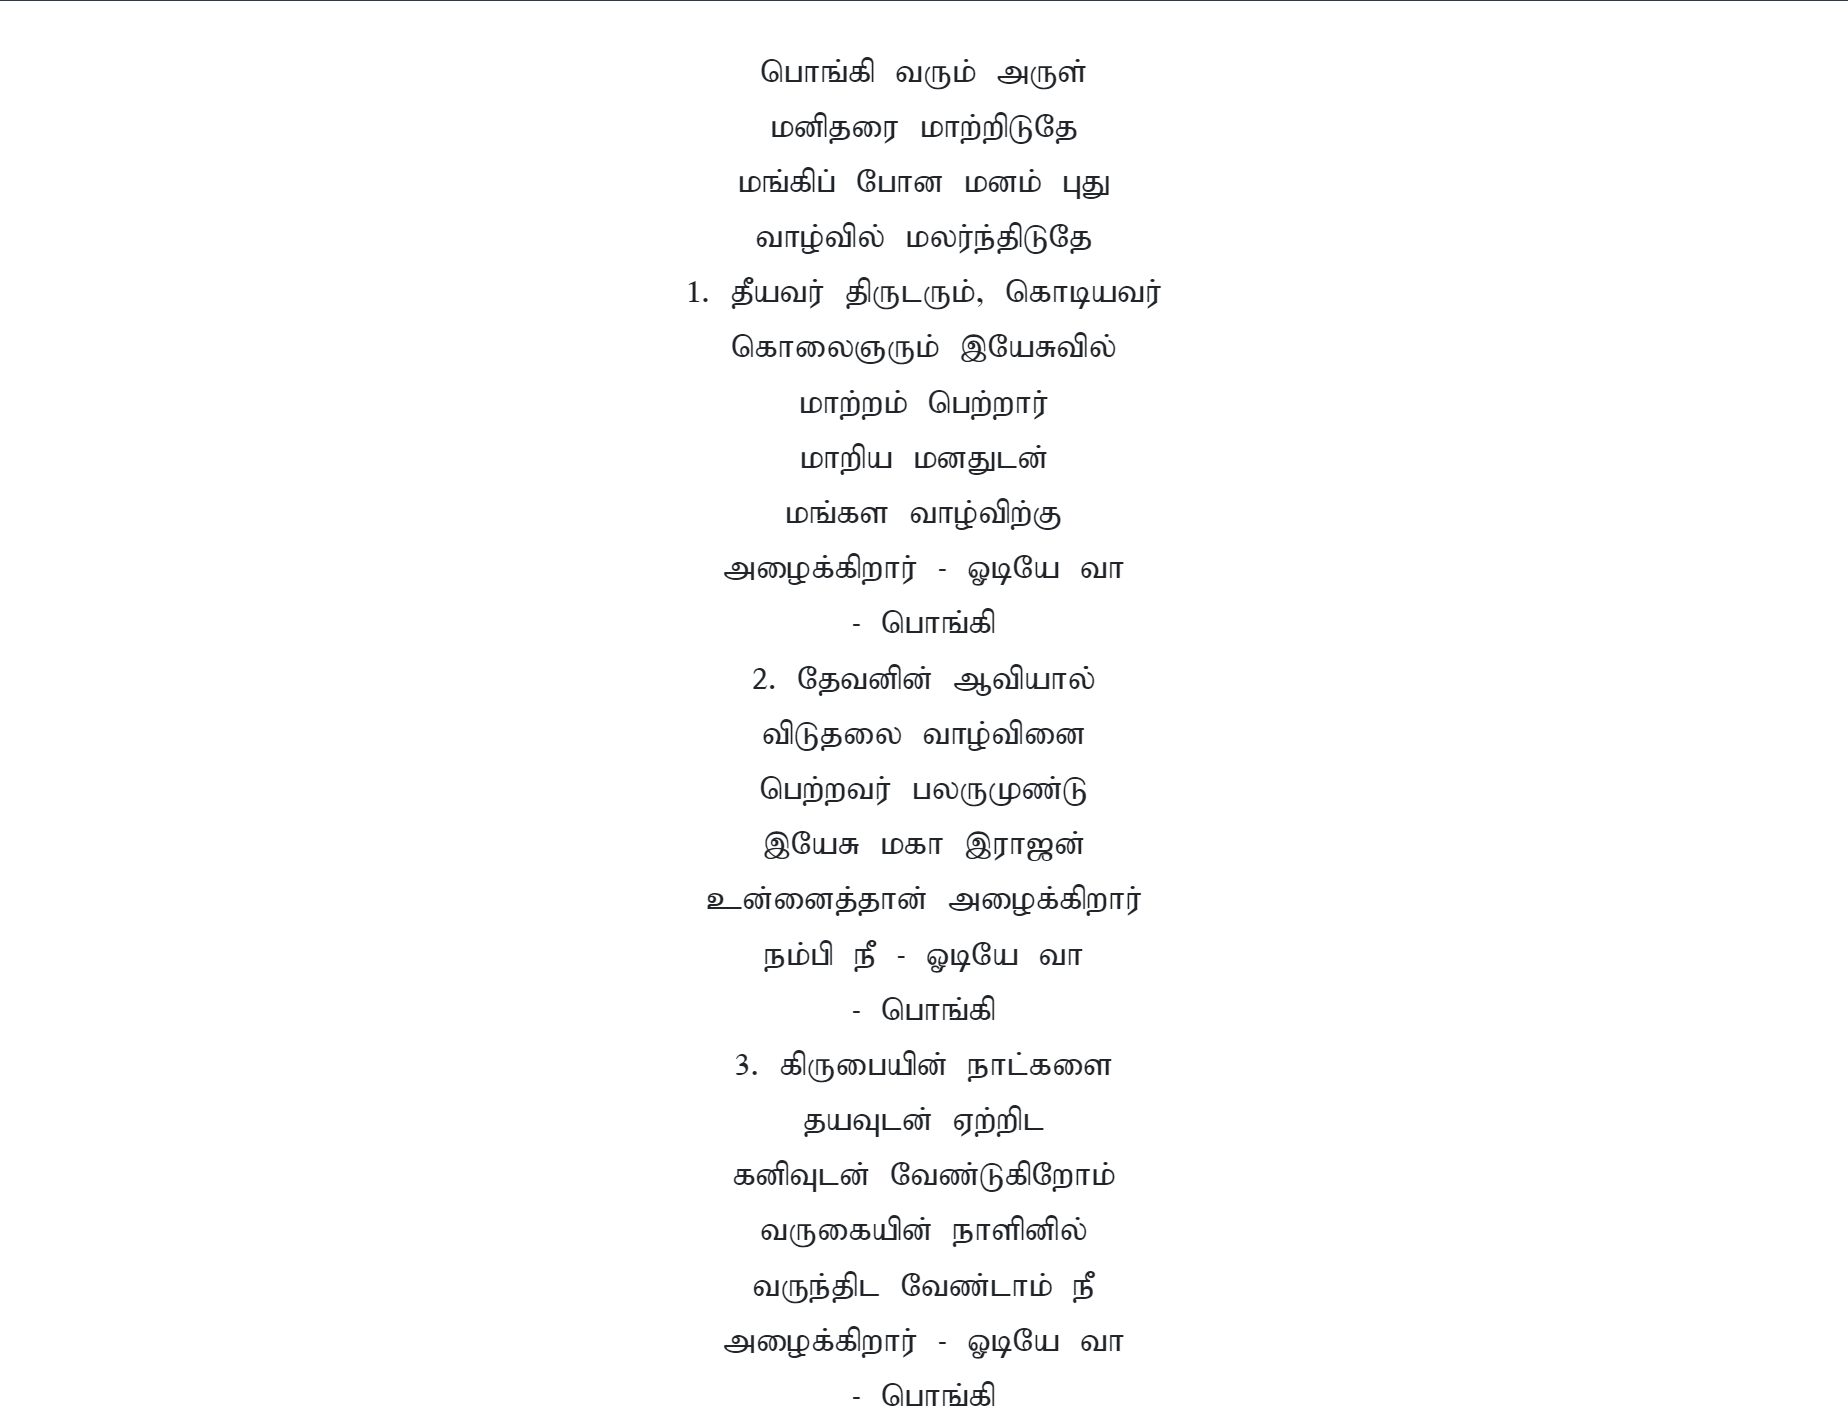 பொங்கி வரும் அருள்
மனிதரை மாற்றிடுதே
மங்கிப் போன மனம் புது
வாழ்வில் மலர்ந்திடுதே
1. தீயவர் திருடரும், கொடியவர்
கொலைஞரும் இயேசுவில்
மாற்றம் பெற்றார்
மாறிய மனதுடன்
மங்கள வாழ்விற்கு
அழைக்கிறார் - ஓடியே வா
- பொங்கி
2. தேவனின் ஆவியால்
விடுதலை வாழ்வினை
பெற்றவர் பலருமுண்டு
இயேசு மகா இராஜன்
உன்னைத்தான் அழைக்கிறார்
நம்பி நீ - ஓடியே வா
- பொங்கி
3. கிருபையின் நாட்களை
தயவுடன் ஏற்றிட
கனிவுடன் வேண்டுகிறோம்
வருகையின் நாளினில்
வருந்திட வேண்டாம் நீ
அழைக்கிறார் - ஓடியே வா
- பொங்கி